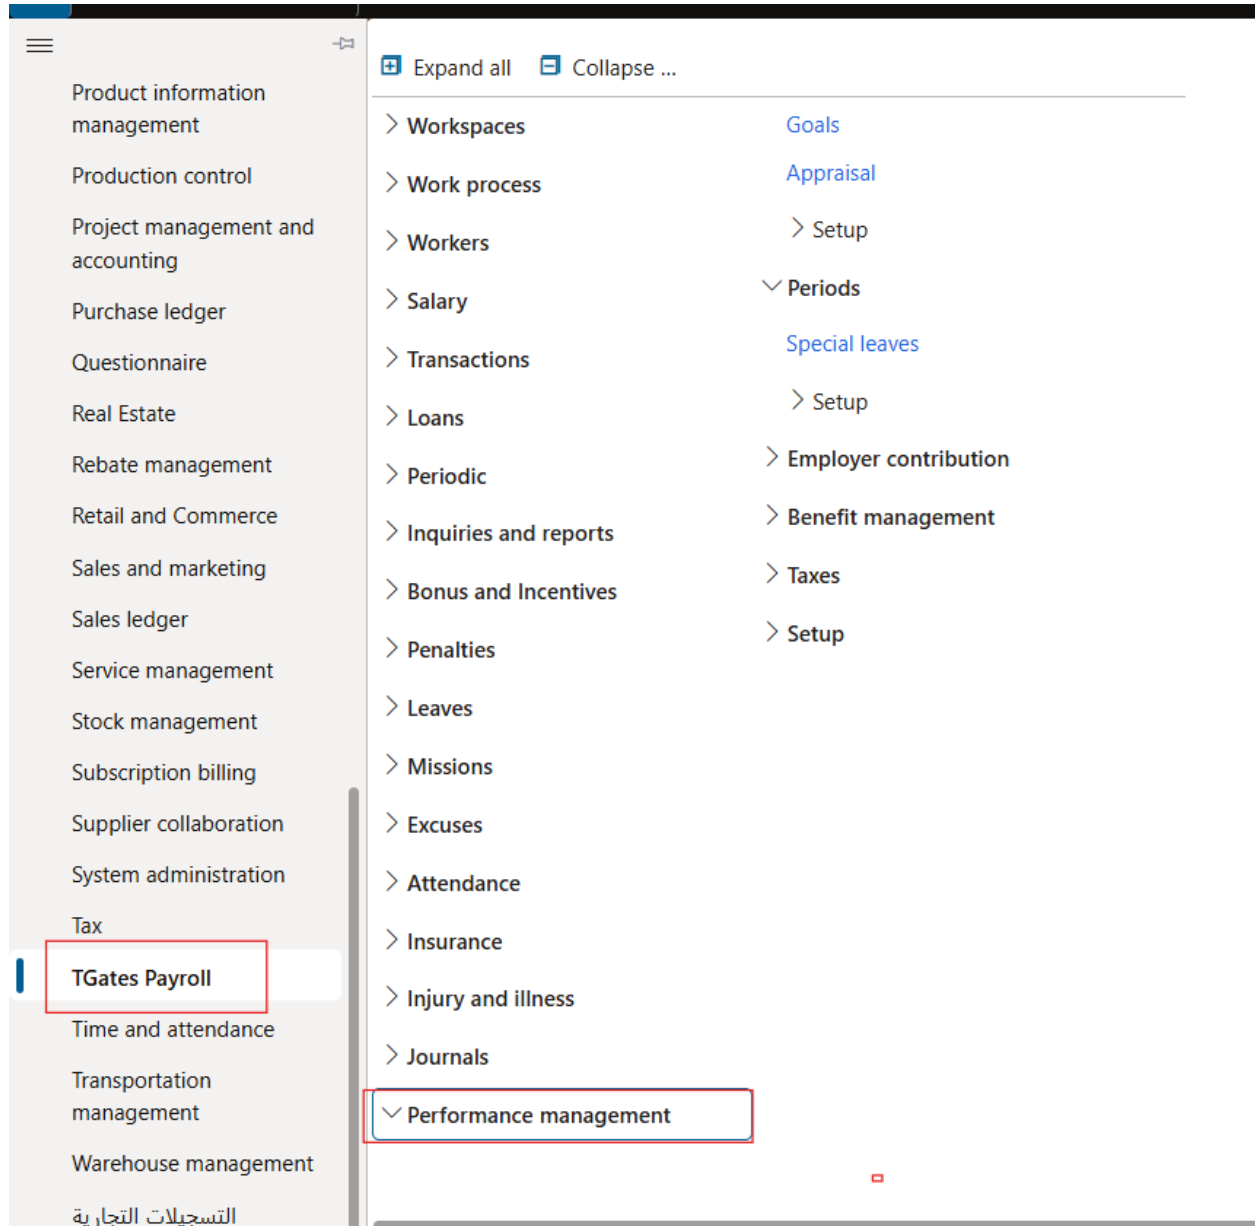 Product information
management
Production control
Project management and
accounting
Purchase ledger
Questionnaire
Real Estate
Rebate management
Retail and Commerce
Sales and marketing
Sales ledger
Service management
Stock management
Subscription billing
Supplier collaboration
System administration
Tax
TGates Payroll
Time and attendance
Transportation
management
Warehouse management
التسجيلات التجارية
Expand all
Collapse ...
Workspaces
Work process
Workers
Salary
Transactions
Loans
Periodic
Inquiries and reports
Bonus and Incentives
Penalties
Leaves
Missions
Excuses
Attendance
Insurance
Injury and illness
Journals
Performance management
Goals
Appraisal
Setup
Periods
Special leaves
Setup
Employer contribution
Benefit management
Taxes
Setup